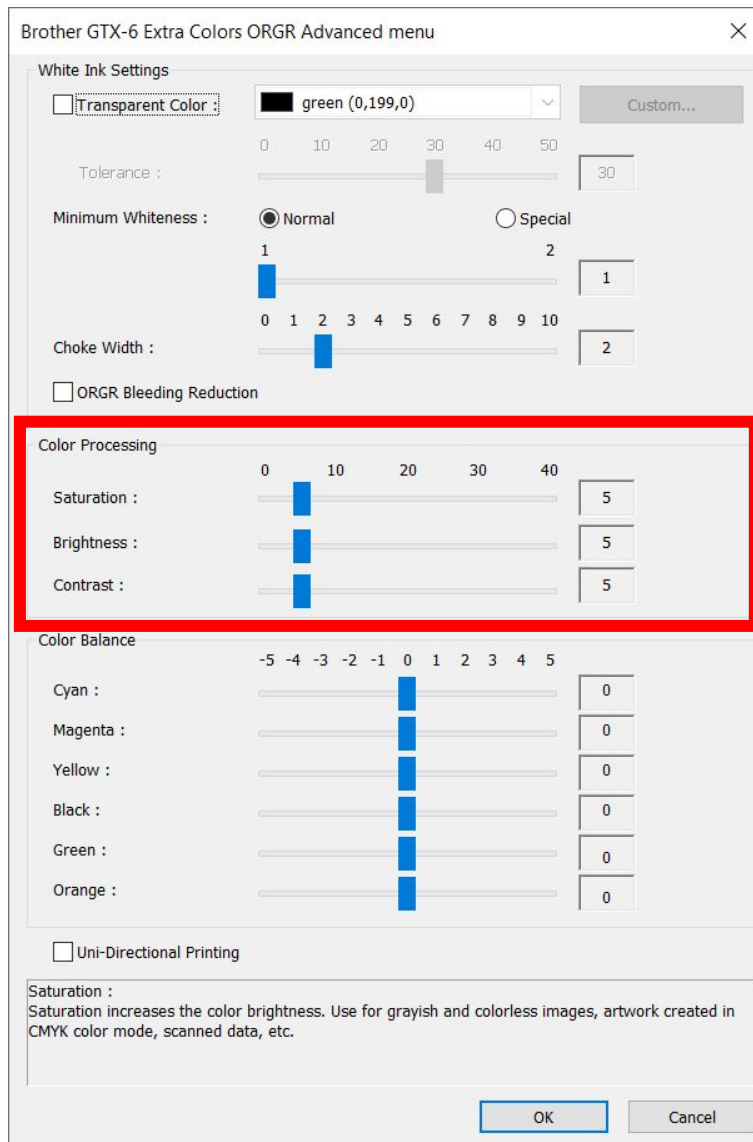 Brother GTX-6 Extra Colors ORGR Advanced menu
White Ink Settings
Transparent Color : green (0,199,0) Custom...
0 10 20 30 40 50
Tolerance : 30
Minimum Whiteness : Normal Special
1 2
1
0 1 2 3 4 5 6 7 8 9 10
Choke Width : 2
ORGR Bleeding Reduction
Color Processing
0 10 20 30 40
Saturation : 5
Brightness : 5
Contrast : 5
Color Balance
-5 -4 -3 -2 -1 0 1 2 3 4 5
Cyan : 0
Magenta : 0
Yellow : 0
Black : 0
Green : 0
Orange : 0
Uni-Directional Printing
Saturation :
Saturation increases the color brightness. Use for grayish and colorless images, artwork created in
CMYK color mode, scanned data, etc.
OK Cancel